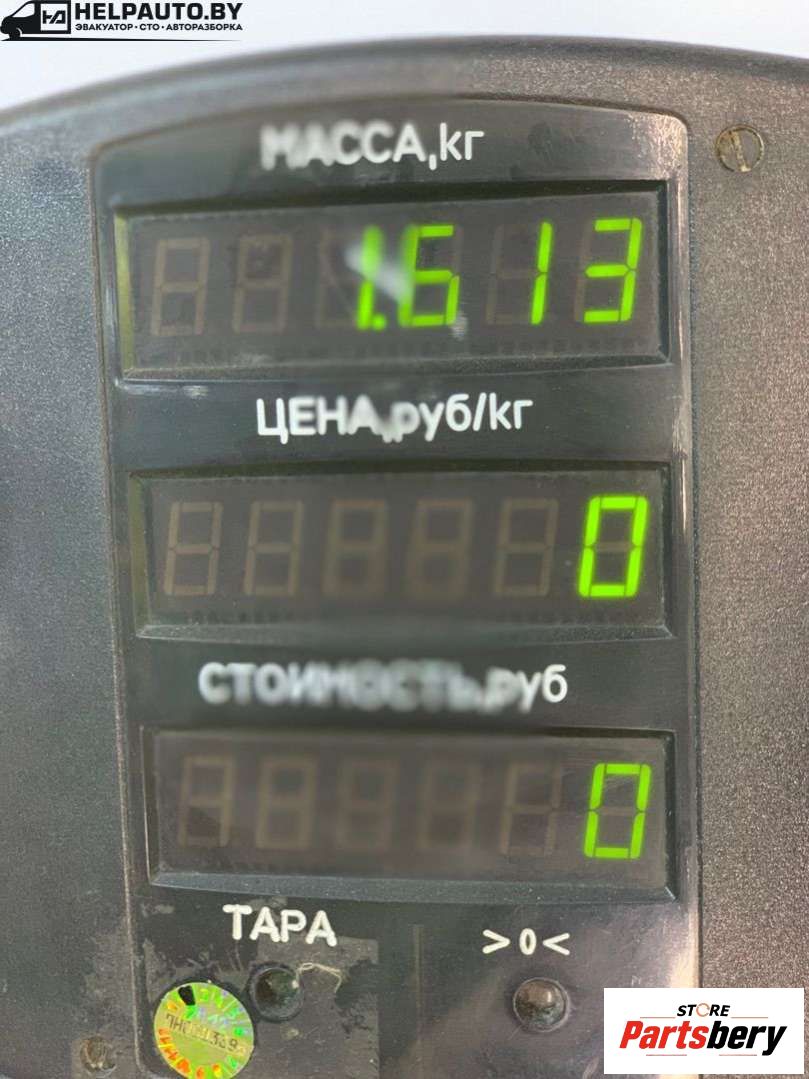 HELPAUTO.BY
ЭВАКУАТОР • СТО • АВТОРАЗБОРКА
МАССА,кг
1.613
ЦЕНА,руб/кг
0
СТОИМОСТЬ,руб
0
ТАРА
>0<
STORE
Partsbery